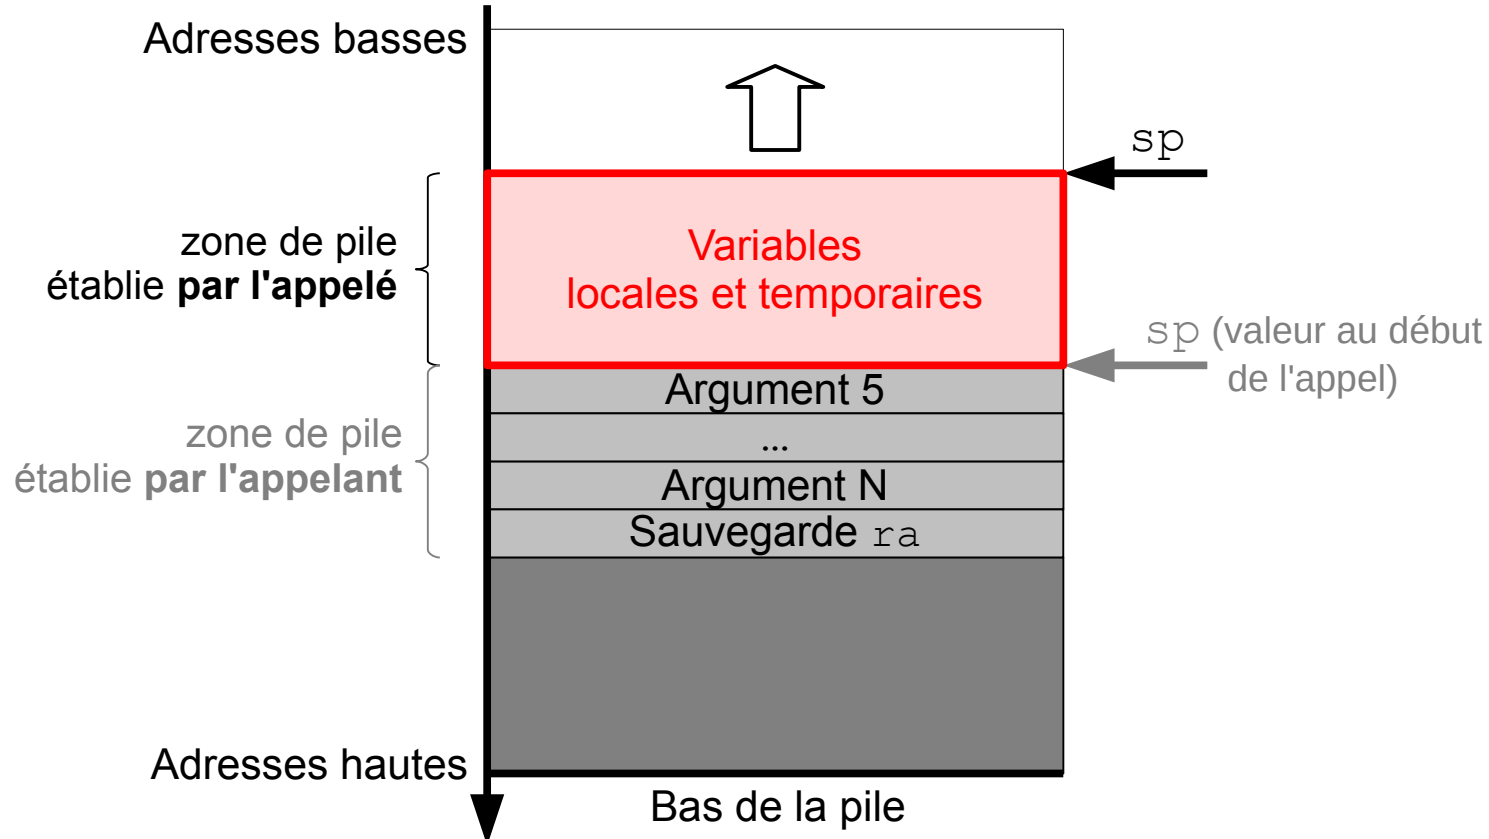 Adresses basses
sp
zone de pile
établie par l'appelé
Variables
locales et temporaires
sp (valeur au début
de l'appel)
Argument 5
zone de pile
établie par l'appelant
...
Argument N
Sauvegarde ra
Adresses hautes
Bas de la pile